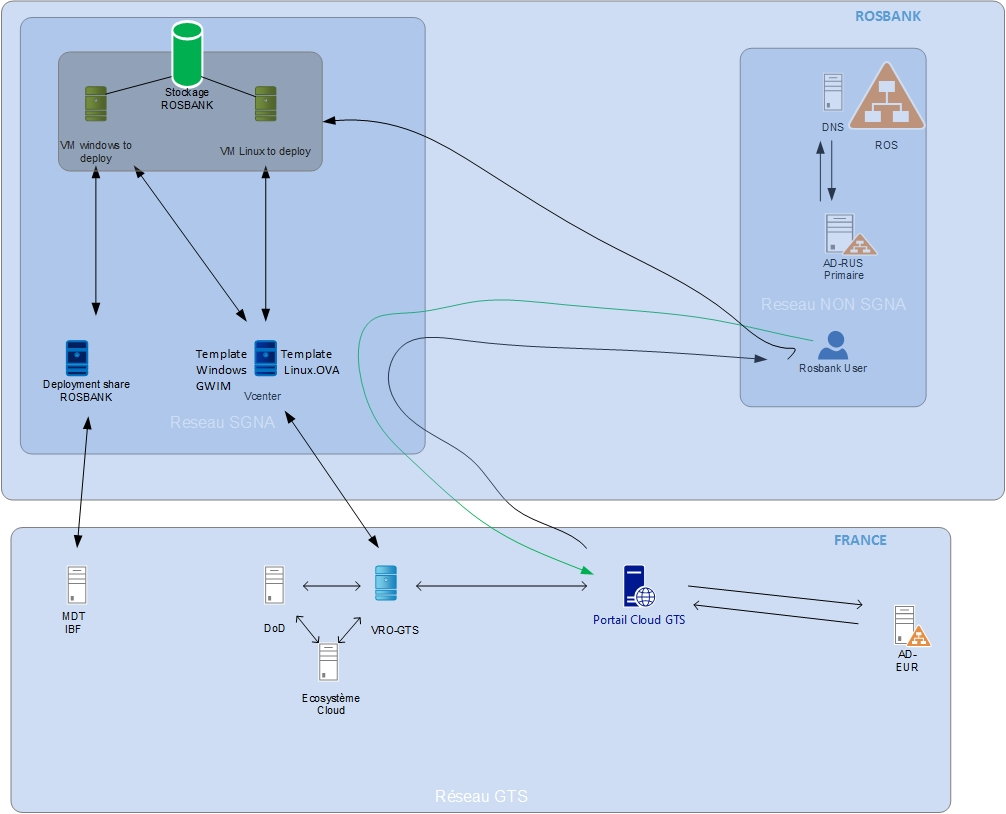 ROSBANK
Stockage
ROSBANK
VM windows to
deploy
VM Linux to deploy
DNS
ROS
AD-RUS
Primaire
Reseau NON SGNA
Rosbank User
Deployment share
ROSBANK
Template
Windows
GWIM
Template
Linux.OVA
Vcenter
Reseau SGNA
FRANCE
MDT
IBF
DoD
VRO-GTS
Ecosystème
Cloud
Portail Cloud GTS
AD-
EUR
Réseau GTS